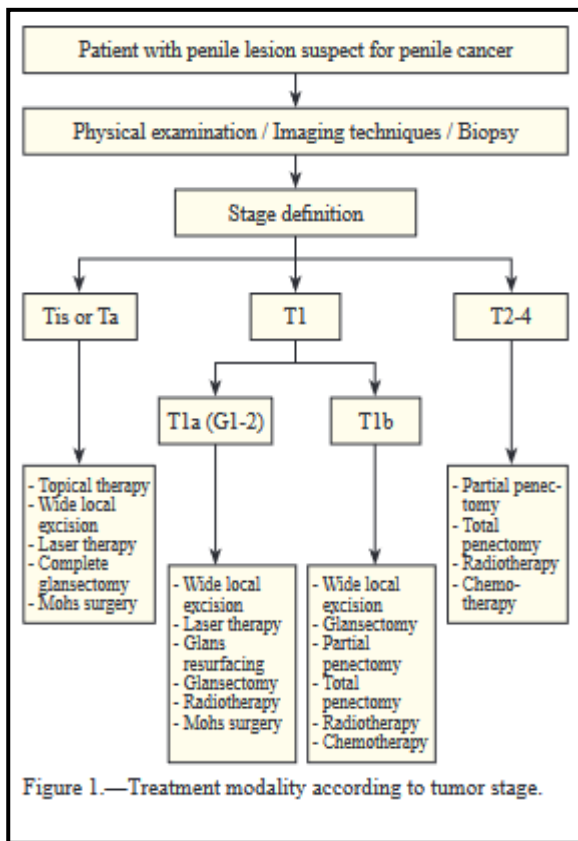 Patient with penile lesion suspect for penile cancer
Physical examination / Imaging techniques / Biopsy
Stage definition
Tis or Ta
T1
T2-4
T1a (G1-2)
T1b
- Topical therapy
- Wide local
excision
- Laser therapy
- Complete
glansectomy
- Mohs surgery
- Wide local
excision
- Laser therapy
- Glans
resurfacing
- Glansectomy
- Radiotherapy
- Mohs surgery
- Wide local
excision
- Glansectomy
- Partial
penectomy
- Total
penectomy
- Radiotherapy
- Chemotherapy
- Partial penec-
tomy
- Total
penectomy
- Radiotherapy
- Chemo-
therapy
Figure 1.—Treatment modality according to tumor stage.